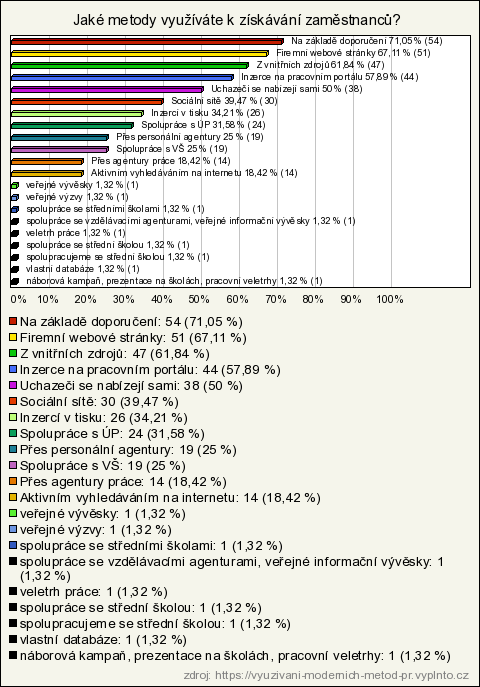 Jaké metody využíváte k získávání zaměstnanců?
Na základě doporučení 71,05 % (54)
Firemní webové stránky 67,11 % (51)
Z vnitřních zdrojů 61,84 % (47)
Inzerce na pracovním portálu 57,89 % (44)
Uchazeči se nabízejí sami 50 % (38)
Sociální sítě 39,47 % (30)
Inzercí v tisku 34,21 % (26)
Spolupráce s ÚP 31,58 % (24)
Přes personální agentury 25 % (19)
Spolupráce s VŠ 25 % (19)
Přes agentury práce 18,42 % (14)
Aktivním vyhledáváním na internetu 18,42 % (14)
veřejné vývěsky 1,32 % (1)
veřejné výzvy 1,32 % (1)
spolupráce se středními školami 1,32 % (1)
spolupráce se vzdělávacími agenturami, veřejné informační vývěsky 1,32 % (1)
veletrh práce 1,32 % (1)
spolupráce se střední školou 1,32 % (1)
spolupracujeme se střední školou 1,32 % (1)
vlastní databáze 1,32 % (1)
náborová kampaň, prezentace na školách, pracovní veletrhy 1,32 % (1)
0% 10% 20% 30% 40% 50% 60% 70% 80% 90% 100%
Na základě doporučení: 54 (71,05 %)
Firemní webové stránky: 51 (67,11 %)
Z vnitřních zdrojů: 47 (61,84 %)
Inzerce na pracovním portálu: 44 (57,89 %)
Uchazeči se nabízejí sami: 38 (50 %)
Sociální sítě: 30 (39,47 %)
Inzercí v tisku: 26 (34,21 %)
Spolupráce s ÚP: 24 (31,58 %)
Přes personální agentury: 19 (25 %)
Spolupráce s VŠ: 19 (25 %)
Přes agentury práce: 14 (18,42 %)
Aktivním vyhledáváním na internetu: 14 (18,42 %)
veřejné vývěsky: 1 (1,32 %)
veřejné výzvy: 1 (1,32 %)
spolupráce se středními školami: 1 (1,32 %)
spolupráce se vzdělávacími agenturami, veřejné informační vývěsky: 1
(1,32 %)
veletrh práce: 1 (1,32 %)
spolupráce se střední školou: 1 (1,32 %)
spolupracujeme se střední školou: 1 (1,32 %)
vlastní databáze: 1 (1,32 %)
náborová kampaň, prezentace na školách, pracovní veletrhy: 1 (1,32 %)
zdroj: https://vyuzivani-modernich-metod-pr.vyplnto.cz